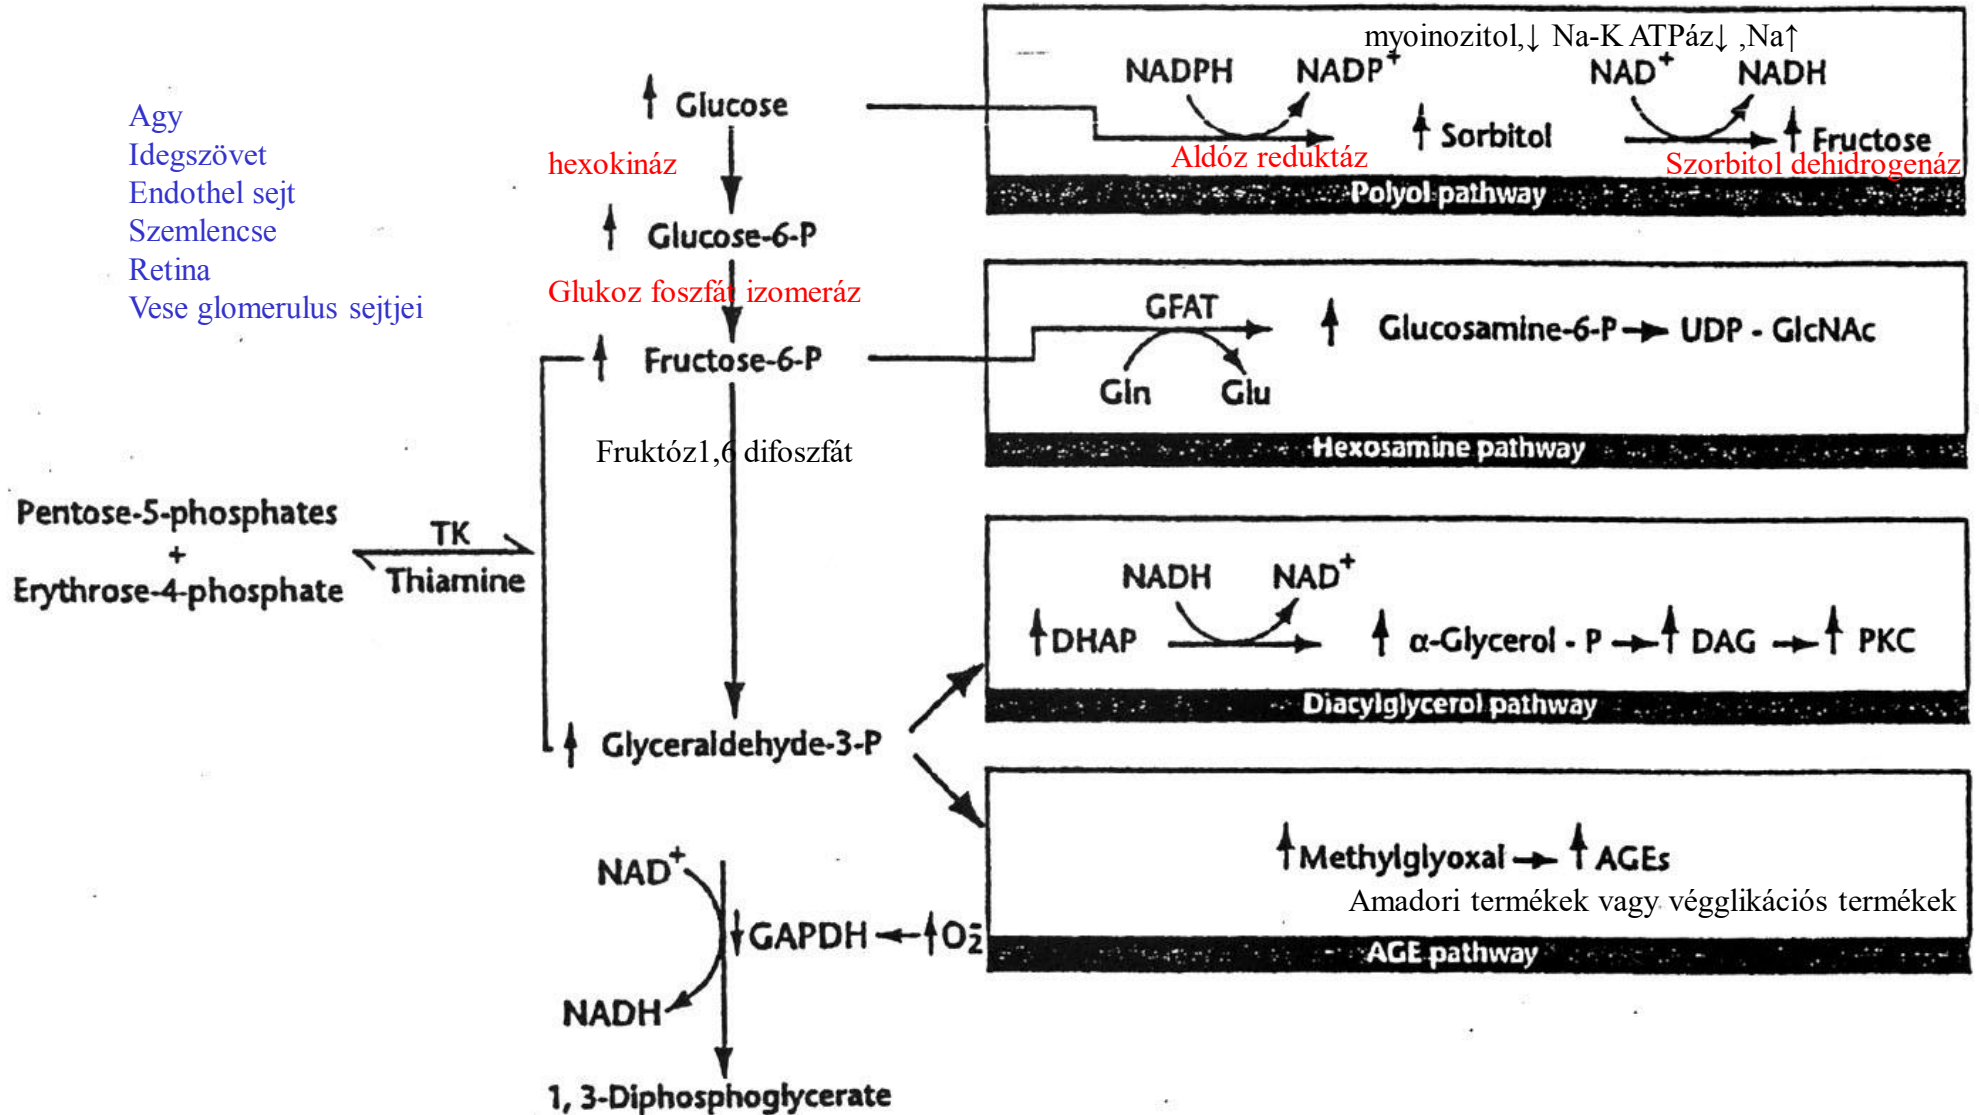 Agy
Idegszövet
Endothel sejt
Szemlencse
Retina
Vese glomerulus sejtjei
↑ Glucose
hexokináz
↑ Glucose-6-P
Glukoz foszfát izomeráz
↑ Fructose-6-P
Fruktóz1,6 difoszfát
Pentose-5-phosphates
+
Erythrose-4-phosphate
TK
Thiamine
↑ Glyceraldehyde-3-P
NAD+
↓ GAPDH ← ↑ O2-
NADH
1, 3-Diphosphoglycerate
myoinozitol,↓ Na-K ATPáz↓ ,Na↑
NADPH NADP+ NAD+ NADH
↑ Sorbitol ↑ Fructose
Aldóz reduktáz Szorbitol dehidrogenáz
Polyol pathway
GFAT
↑ Glucosamine-6-P → UDP - GlcNAc
Gln Glu
Hexosamine pathway
NADH NAD+
↑ DHAP → ↑ α-Glycerol - P → ↑ DAG → ↑ PKC
Diacylglycerol pathway
↑ Methylglyoxal → ↑ AGEs
Amadori termékek vagy végglikációs termékek
AGE pathway